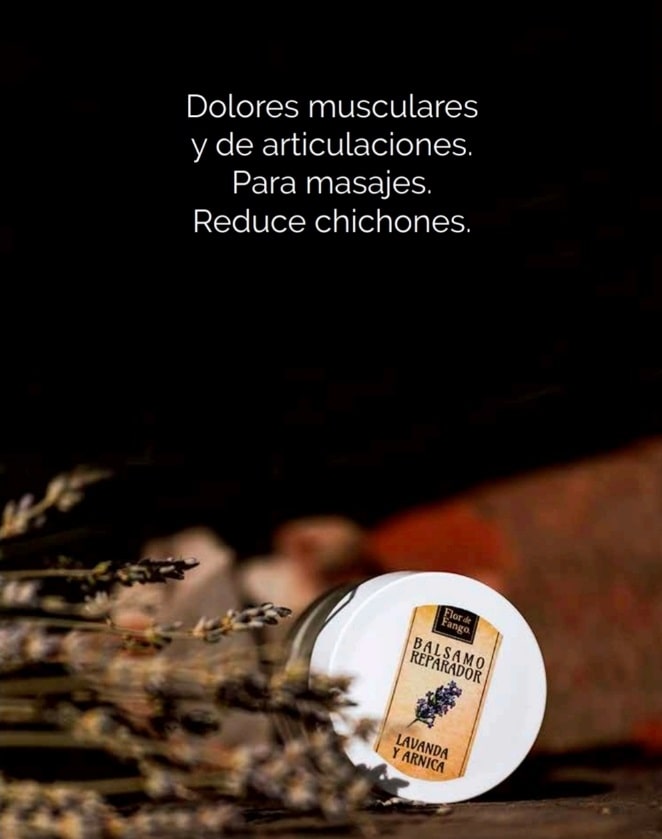 Dolores musculares
y de articulaciones.
Para masajes.
Reduce chichones.
Flor de
Fango.
BALSAMO
REPARADOR
LAVANDA
Y ARNICA